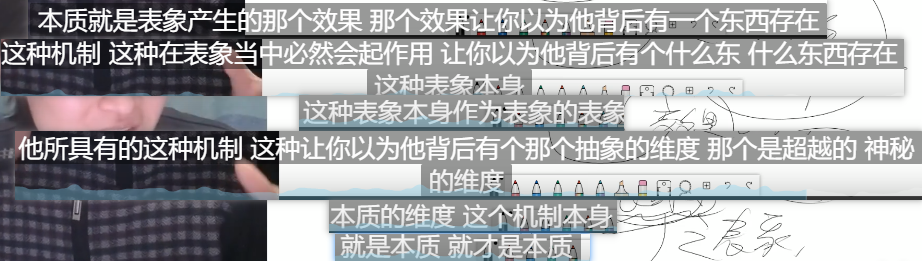 本质就是表象产生的那个效果 那个效果让你以为他背后有一个东西存在
这种机制 这种在表象当中必然会起作用 让你以为他背后有个什么东 什么东西存在
这种表象本身
这种表象本身作为表象的表象
他所具有的这种机制 这种让你以为他背后有个那个抽象的维度 那个是超越的 神秘
的维度
本质的维度 这个机制本身
之表象
就是本质 就才是本质